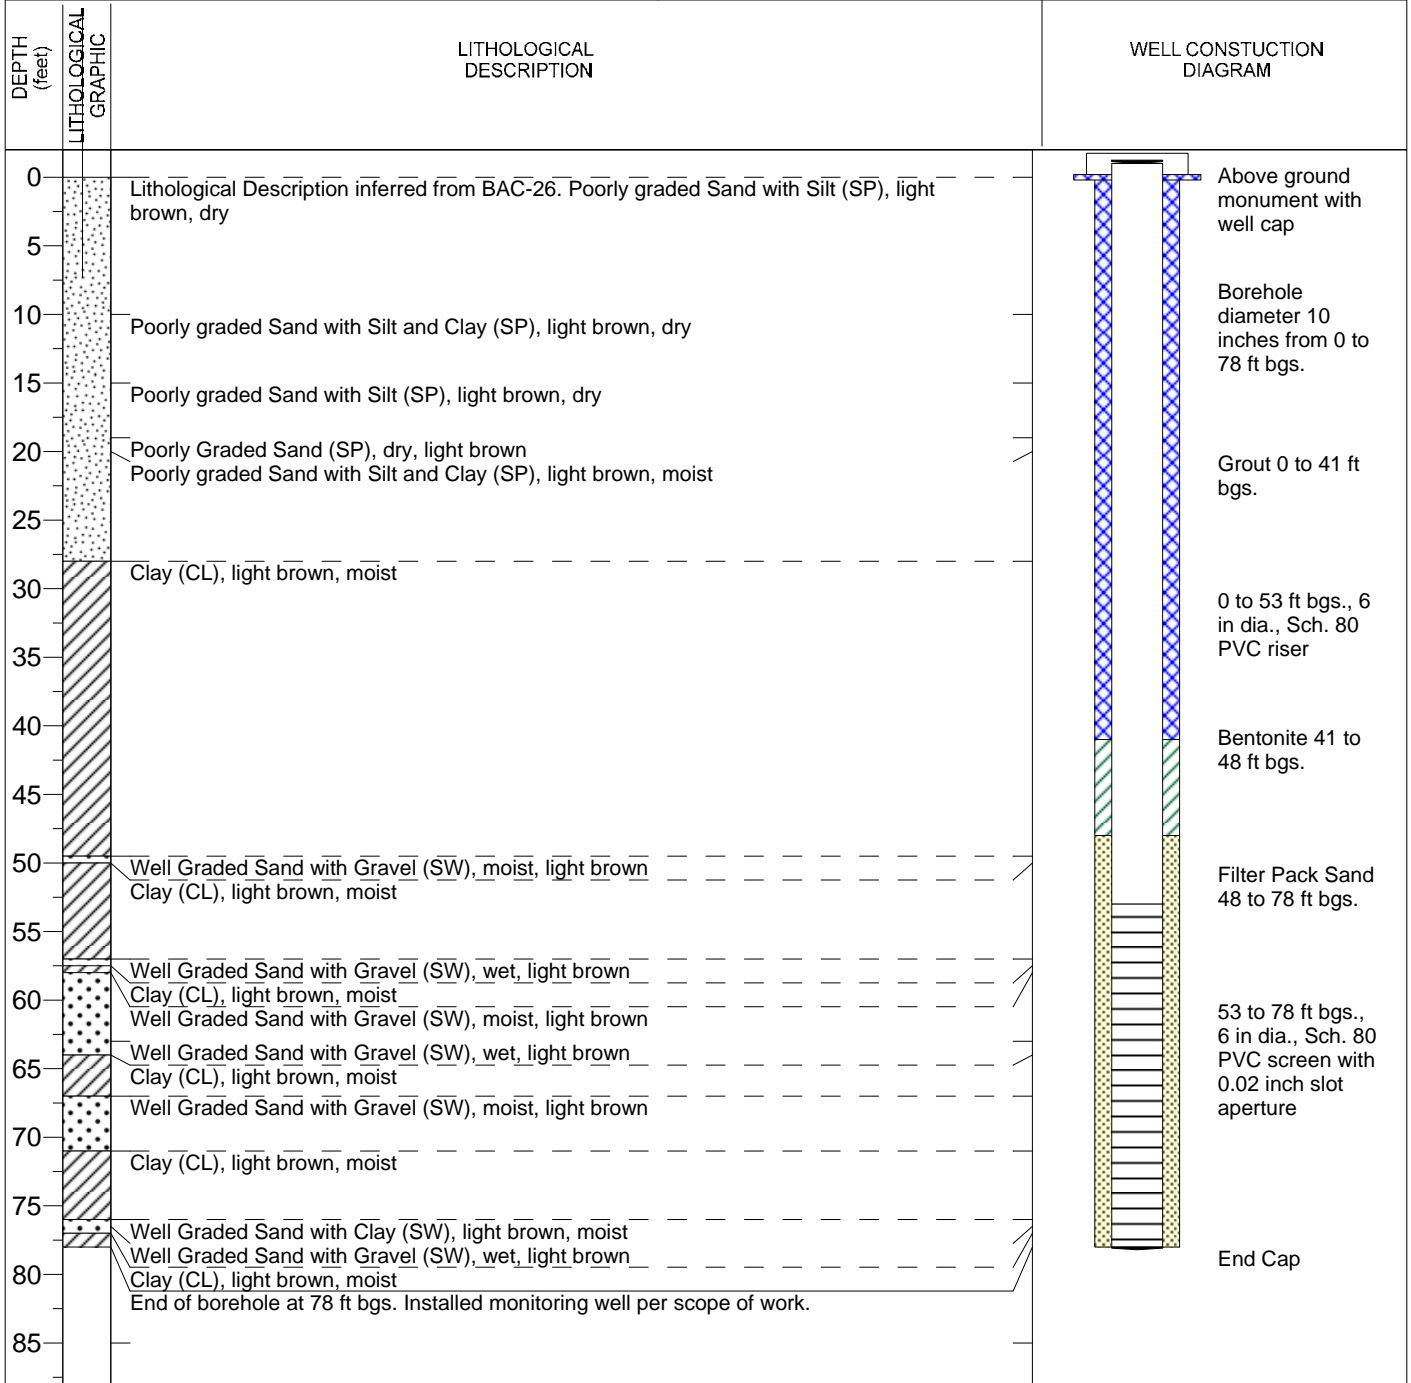 DEPTH
(feet)
LITHOLOGICAL
GRAPHIC
LITHOLOGICAL
DESCRIPTION
WELL CONSTUCTION
DIAGRAM
0
5
10
15
20
25
30
35
40
45
50
55
60
65
70
75
80
85
Lithological Description inferred from BAC-26. Poorly graded Sand with Silt (SP), light
brown, dry
Poorly graded Sand with Silt and Clay (SP), light brown, dry
Poorly graded Sand with Silt (SP), light brown, dry
Poorly Graded Sand (SP), dry, light brown
Poorly graded Sand with Silt and Clay (SP), light brown, moist
Clay (CL), light brown, moist
Well Graded Sand with Gravel (SW), moist, light brown
Clay (CL), light brown, moist
Well Graded Sand with Gravel (SW), wet, light brown
Clay (CL), light brown, moist
Well Graded Sand with Gravel (SW), moist, light brown
Well Graded Sand with Gravel (SW), wet, light brown
Clay (CL), light brown, moist
Well Graded Sand with Gravel (SW), moist, light brown
Clay (CL), light brown, moist
Well Graded Sand with Clay (SW), light brown, moist
Well Graded Sand with Gravel (SW), wet, light brown
Clay (CL), light brown, moist
End of borehole at 78 ft bgs. Installed monitoring well per scope of work.
Above ground
monument with
well cap
Borehole
diameter 10
inches from 0 to
78 ft bgs.
Grout 0 to 41 ft
bgs.
0 to 53 ft bgs., 6
in dia., Sch. 80
PVC riser
Bentonite 41 to
48 ft bgs.
Filter Pack Sand
48 to 78 ft bgs.
53 to 78 ft bgs.,
6 in dia., Sch. 80
PVC screen with
0.02 inch slot
aperture
End Cap